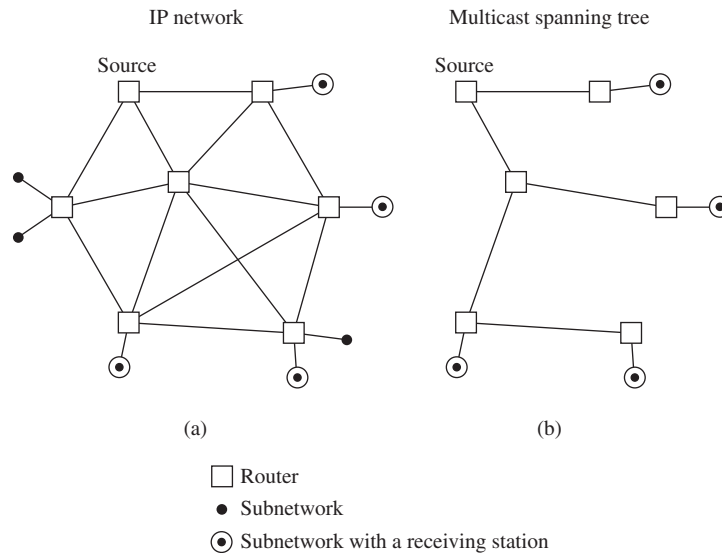 IP network
Multicast spanning tree
Source
Source
(a)
(b)
Router
Subnetwork
Subnetwork with a receiving station